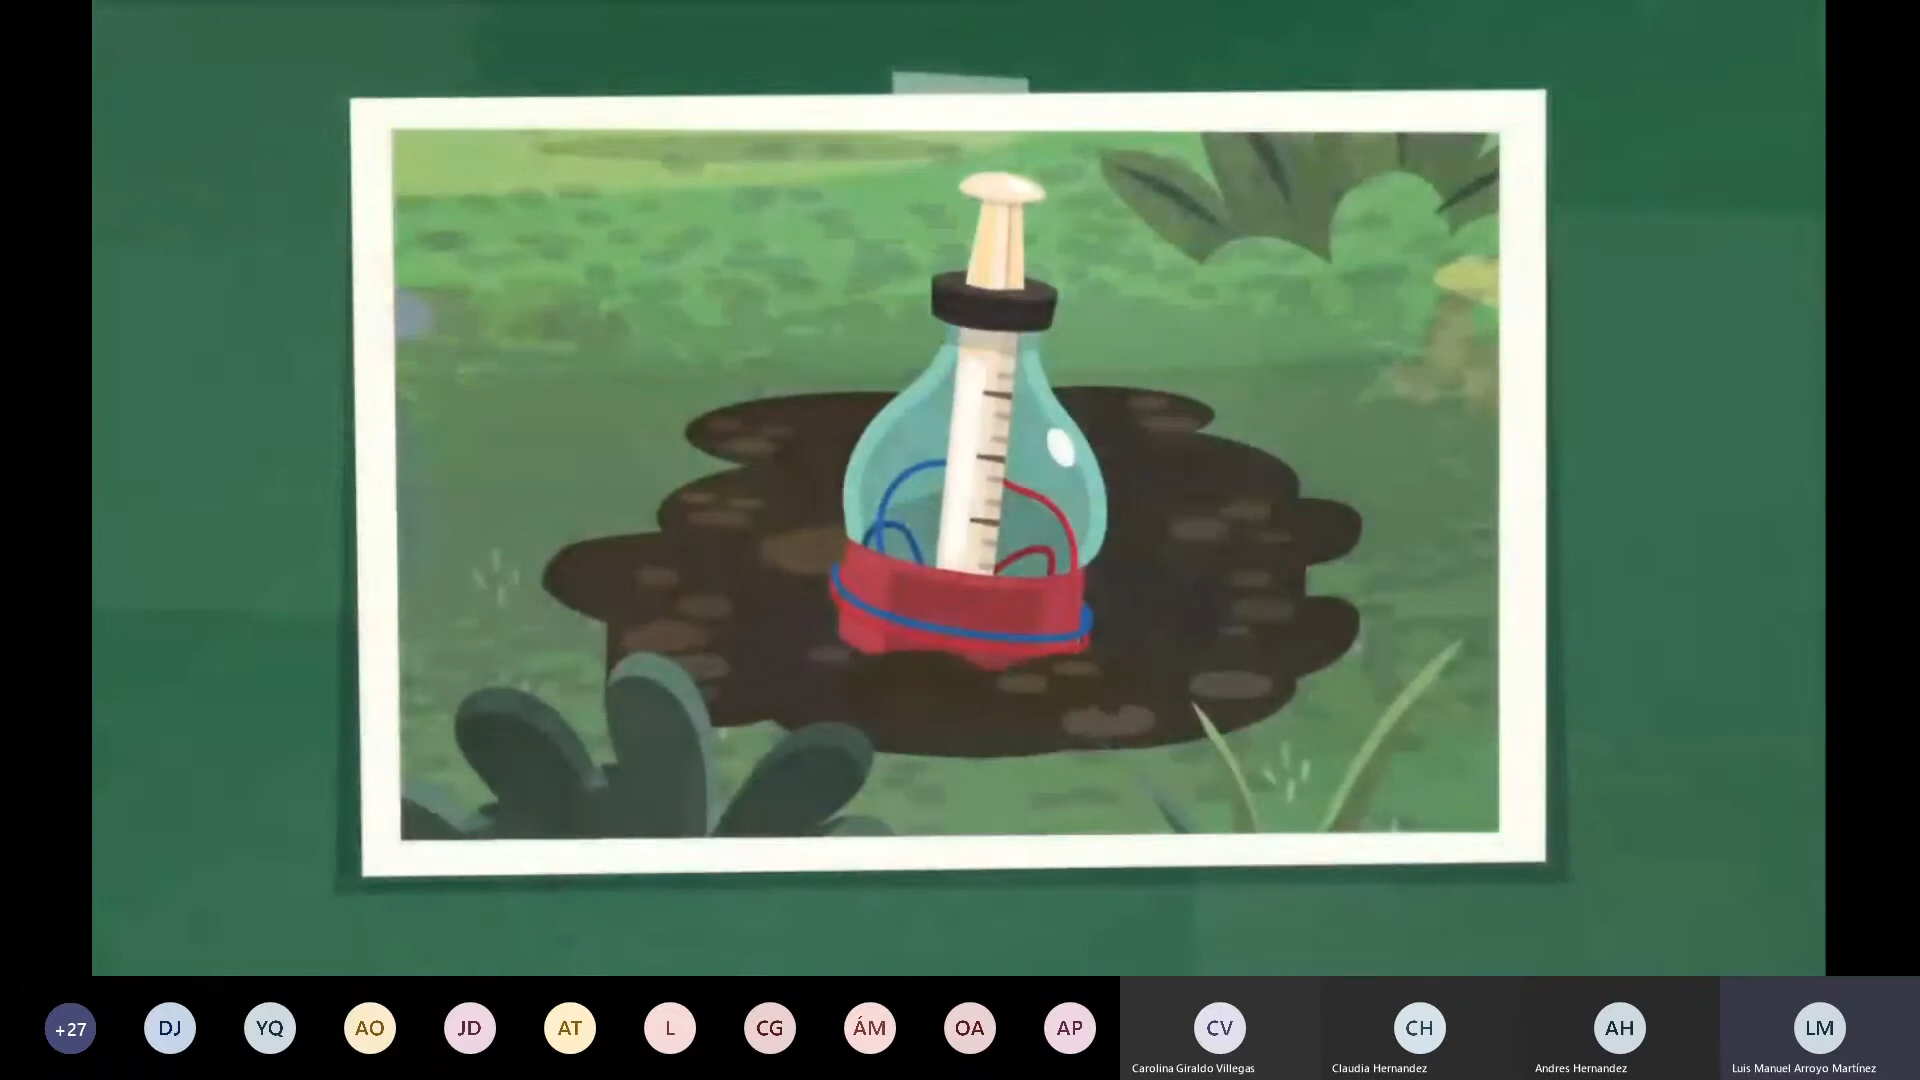 +27
DJ
YQ
AO
JD
AT
L
CG
ÁM
OA
AP
CV
CH
AH
LM
Carolina Giraldo Villegas
Claudia Hernandez
Andres Hernandez
Luis Manuel Arroyo Martínez